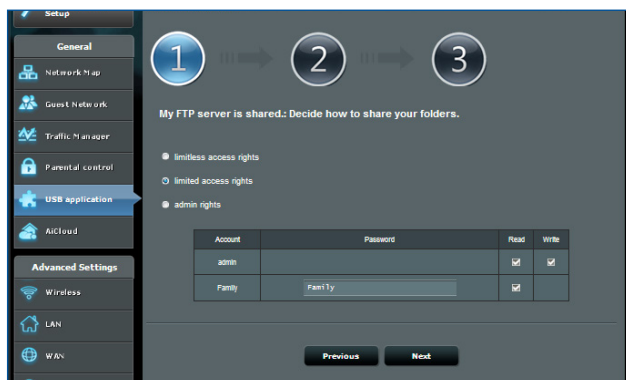 Setup
General
Network Map
Guest Network
Traffic Manager
Parental control
USB application
AiCloud
Advanced Settings
Wireless
LAN
WAN
1 2 3
My FTP server is shared.: Decide how to share your folders.
limitless access rights
limited access rights
admin rights
Account Password Read Write
admin
Family Family
Previous Next